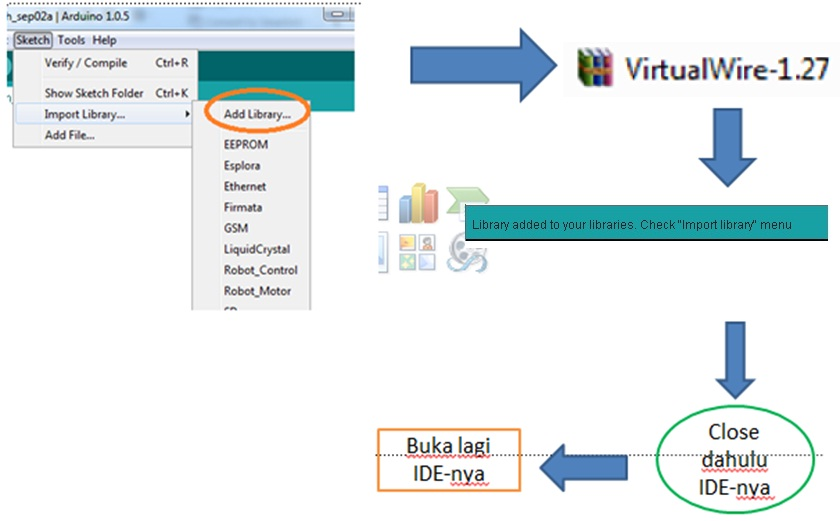 h_sep02a | Arduino 1.0.5
Sketch Tools Help
Verify / Compile Ctrl+R
Show Sketch Folder Ctrl+K
Import Library...
Add File...
Add Library...
EEPROM
Esplora
Ethernet
Firmata
GSM
LiquidCrystal
Robot_Control
Robot_Motor
VirtualWire-1.27
Library added to your libraries. Check "Import library" menu
Close
dahulu
IDE-nya
Buka lagi
IDE-nya